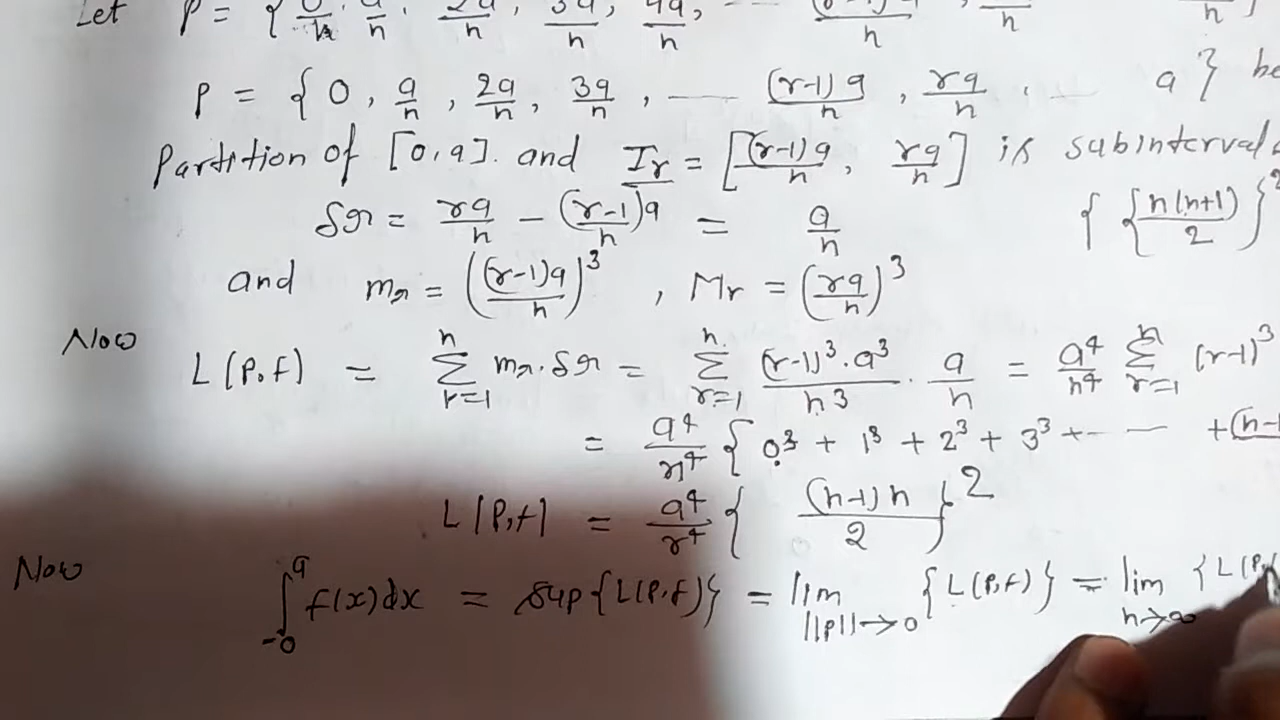 Let P = { 0/n, a/n, 2a/n, 3a/n, 4a/n, --- (r-1)a/n, /n /n }
P = { 0, a/n, 2a/n, 3a/n, --- (r-1)a/n, ra/n, --- a } be
Partition of [0,a]. and Ir = [(r-1)a/n, ra/n] is subinterval
δr = ra/n - (r-1)a/n = a/n { {n(n+1)/2}²
and mr = ((r-1)a/n)³, Mr = (ra/n)³
Now L(P,f) = Σ_{r=1}^{n} mr.δr = Σ_{r=1}^{n} (r-1)³.a³/n³ . a/n = a⁴/n⁴ Σ_{r=1}^{n} (r-1)³
= a⁴/n⁴ { 0³ + 1³ + 2³ + 3³ + --- +(n-1
L(P,f) = a⁴/r⁴ { (n-1)n/2 }²
Now ∫_{-0}^{a} f(x)dx = sup{L(P,f)} = lim_{||P||→0} {L(P,f)} = lim_{n→∞} {L(P,